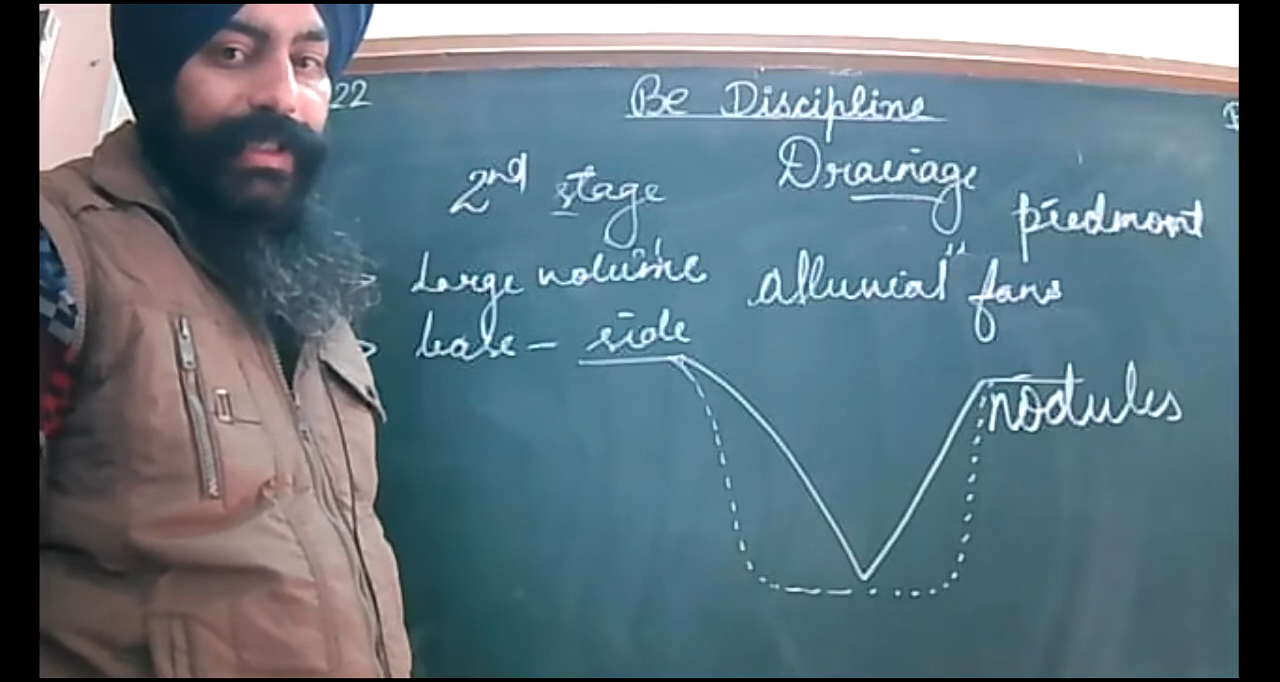 22
Be Discipline
Drainage
2nd stage
piedmont
Large volume
Alluvial fans
base - side
nodules